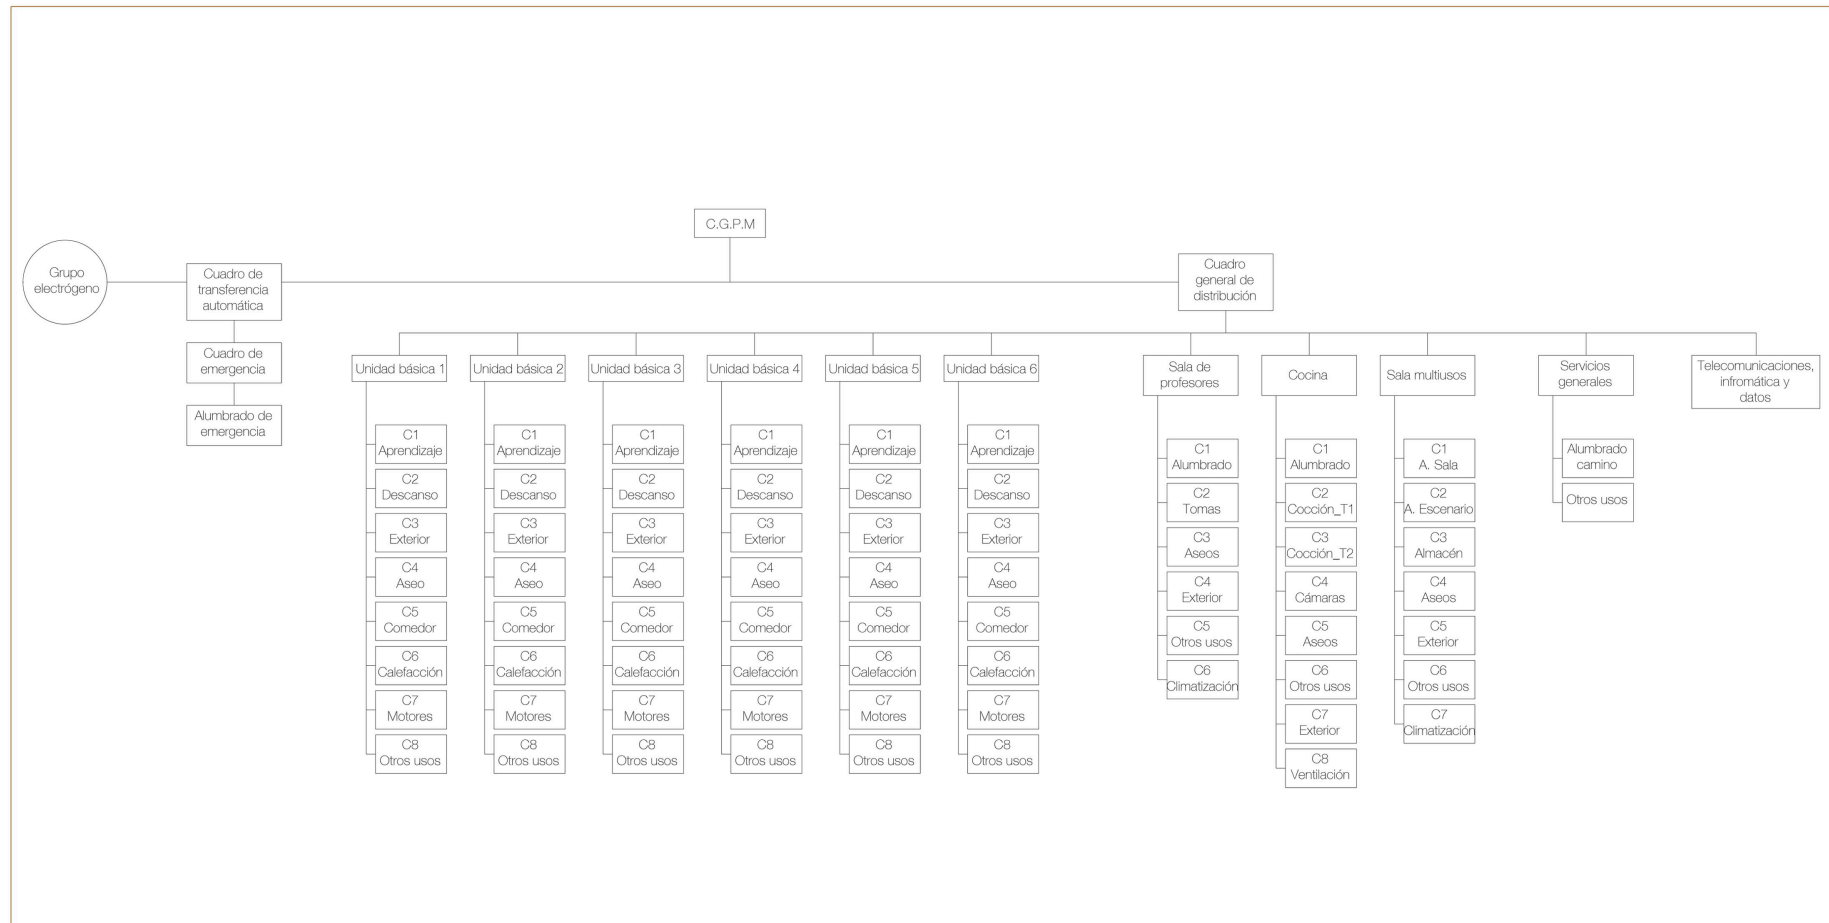 C.G.P.M
Grupo
electrógeno
Cuadro de
transferencia
automática
Cuadro de
emergencia
Alumbrado de
emergencia
Cuadro
general de
distribución
Unidad básica 1
C1
Aprendizaje
C2
Descanso
C3
Exterior
C4
Aseo
C5
Comedor
C6
Calefacción
C7
Motores
C8
Otros usos
Unidad básica 2
C1
Aprendizaje
C2
Descanso
C3
Exterior
C4
Aseo
C5
Comedor
C6
Calefacción
C7
Motores
C8
Otros usos
Unidad básica 3
C1
Aprendizaje
C2
Descanso
C3
Exterior
C4
Aseo
C5
Comedor
C6
Calefacción
C7
Motores
C8
Otros usos
Unidad básica 4
C1
Aprendizaje
C2
Descanso
C3
Exterior
C4
Aseo
C5
Comedor
C6
Calefacción
C7
Motores
C8
Otros usos
Unidad básica 5
C1
Aprendizaje
C2
Descanso
C3
Exterior
C4
Aseo
C5
Comedor
C6
Calefacción
C7
Motores
C8
Otros usos
Unidad básica 6
C1
Aprendizaje
C2
Descanso
C3
Exterior
C4
Aseo
C5
Comedor
C6
Calefacción
C7
Motores
C8
Otros usos
Sala de
profesores
C1
Alumbrado
C2
Tomas
C3
Aseos
C4
Exterior
C5
Otros usos
C6
Climatización
Cocina
C1
Alumbrado
C2
Cocción_T1
C3
Cocción_T2
C4
Cámaras
C5
Aseos
C6
Otros usos
C7
Exterior
C8
Ventilación
Sala multiusos
C1
A. Sala
C2
A. Escenario
C3
Almacén
C4
Aseos
C5
Exterior
C6
Otros usos
C7
Climatización
Servicios
generales
Alumbrado
camino
Otros usos
Telecomunicaciones,
infromática y
datos